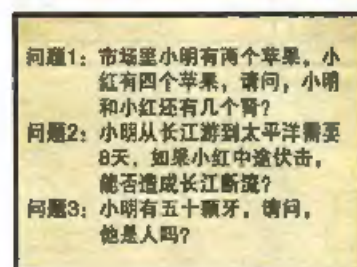 问题1：市场里小明有两个苹果，小
红有四个苹果，请问，小明
和小红还有几个肾？
问题2：小明从长江游到太平洋需要
8天，如果小红中途伏击，
能否造成长江断流？
问题3：小明有五十颗牙，请问，
他是人吗？